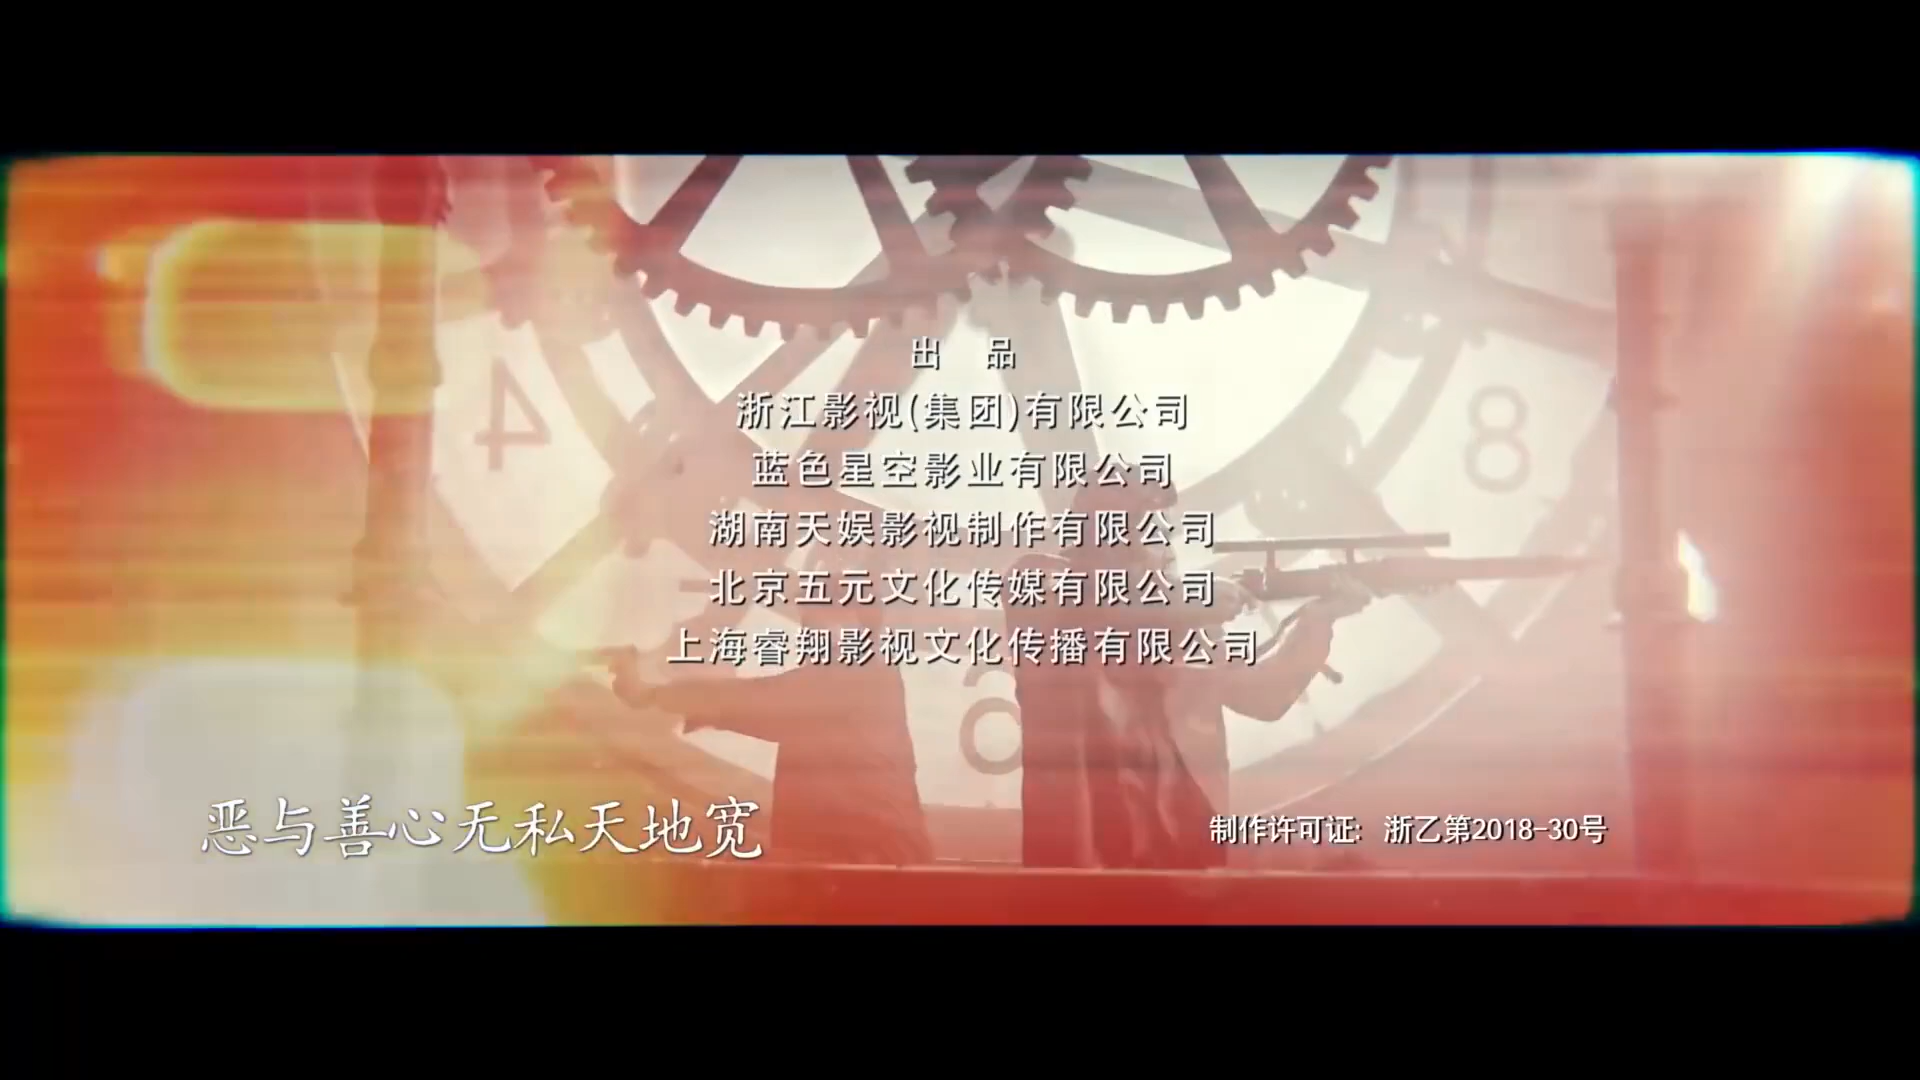 出 品
浙江影视(集团)有限公司
蓝色星空影业有限公司
湖南天娱影视制作有限公司
北京五元文化传媒有限公司
上海睿翔影视文化传播有限公司
恶与善心无私天地宽
制作许可证: 浙乙第2018-30号
4
8
6